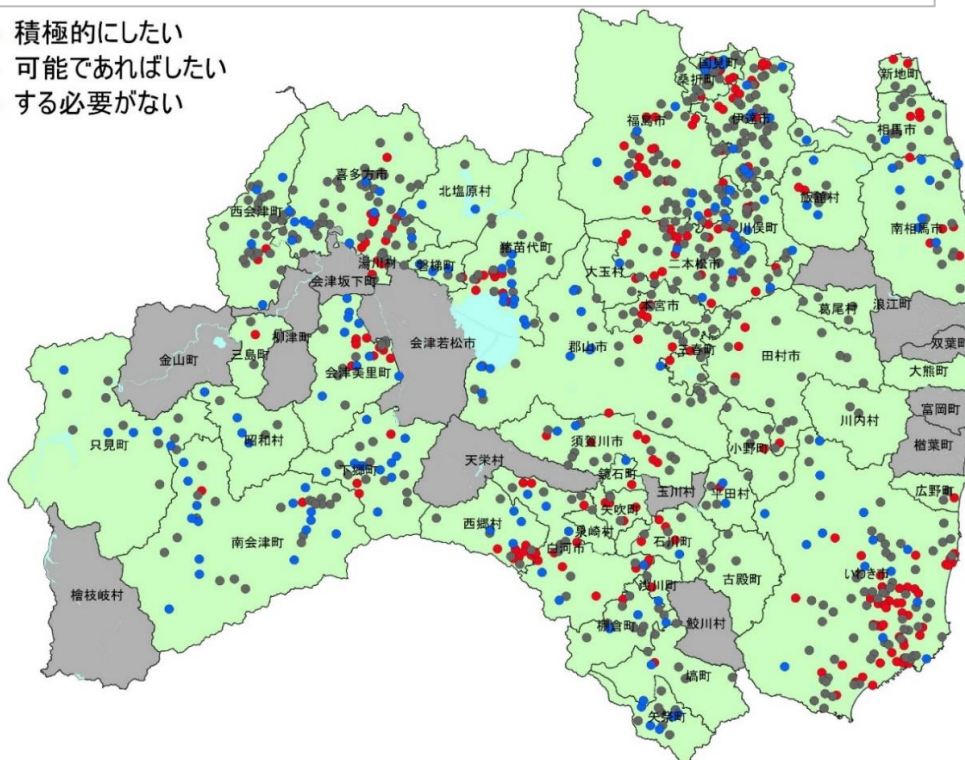 積極的にしたい
可能であればしたい
する必要がない
国見町
桑折町
新地町
福島市
伊達市
相馬市
喜多方市
北塩原村
西会津町
飯舘村
川俣町
南相馬市
猪苗代町
湯川村
磐梯町
大玉村
二本松市
会津坂下町
本宮市
葛尾村
浪江町
柳津町
会津若松市
双葉町
金山町
三島町
郡山市
三春町
田村市
大熊町
会津美里町
富岡町
川内村
只見町
昭和村
須賀川市
小野町
楢葉町
天栄村
下郷町
鏡石町
玉川村
平田村
広野町
矢吹町
西郷村
泉崎村
南会津町
白河市
石川町
いわき市
古殿町
檜枝岐村
浅川町
棚倉町
鮫川村
塙町
矢祭町